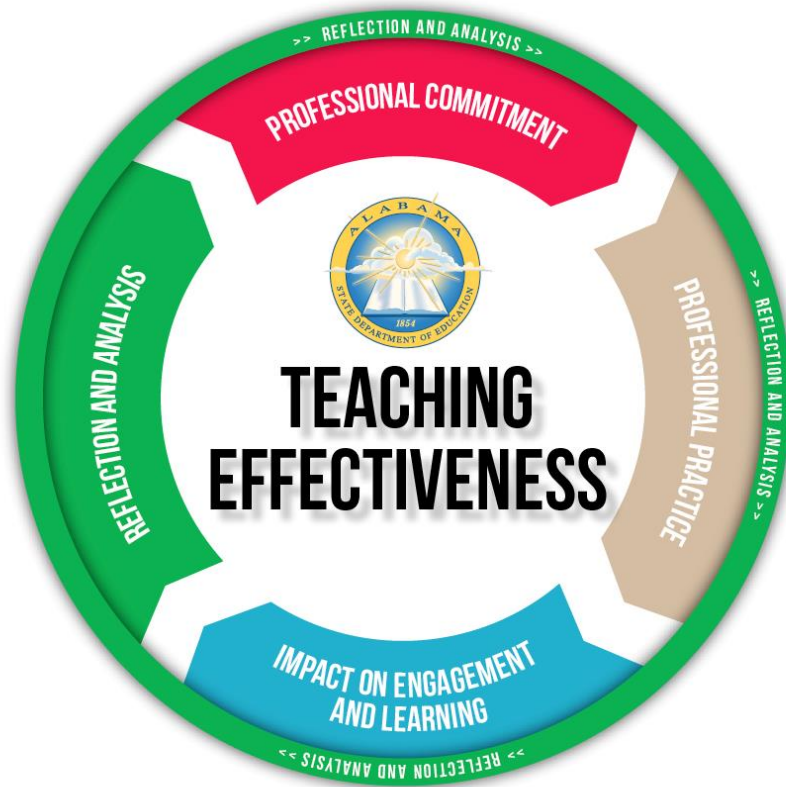 >> REFLECTION AND ANALYSIS >>
PROFESSIONAL COMMITMENT
ALABAMA
STATE DEPARTMENT OF EDUCATION
1854
TEACHING
EFFECTIVENESS
PROFESSIONAL PRACTICE
>> REFLECTION AND ANALYSIS >>
IMPACT ON ENGAGEMENT
AND LEARNING
>> REFLECTION AND ANALYSIS >>
REFLECTION AND ANALYSIS